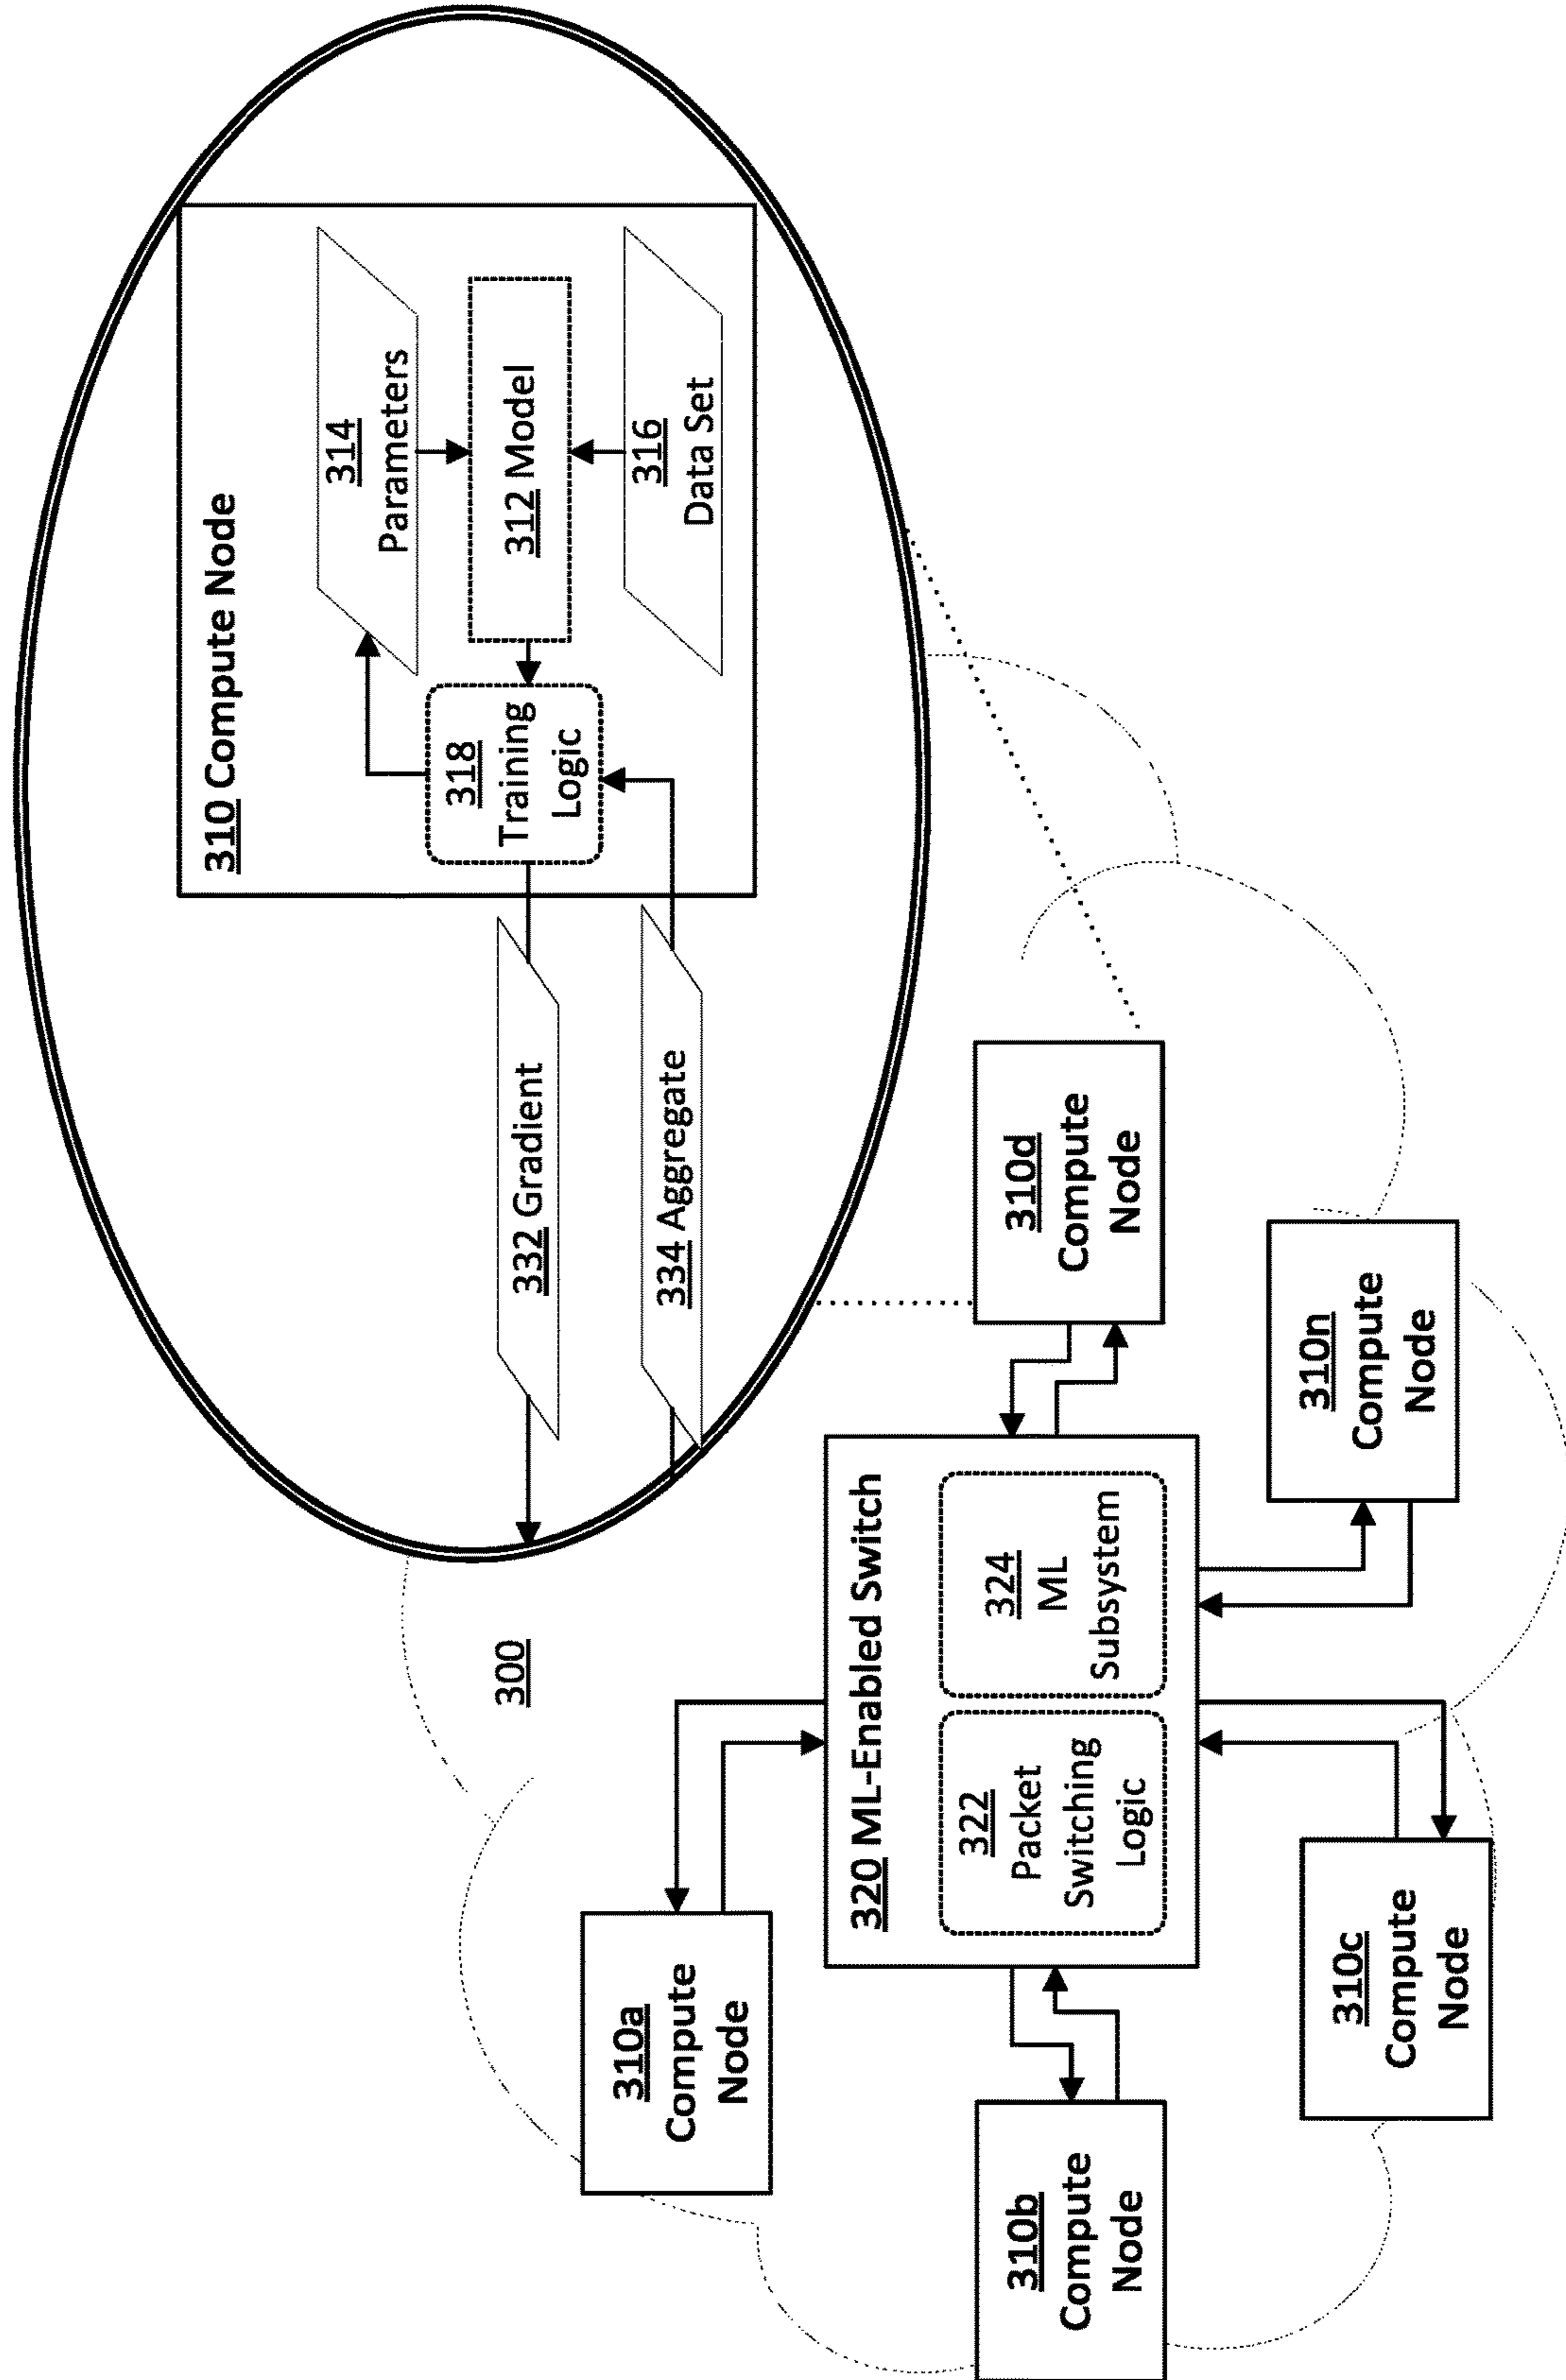 310 Compute Node
314
Parameters
312 Model
316
Data Set
318
Training
Logic
332 Gradient
334 Aggregate
300
310a
Compute
Node
310b
Compute
Node
320 ML-Enabled Switch
322
Packet
Switching
Logic
324
ML
Subsystem
310d
Compute
Node
310c
Compute
Node
310n
Compute
Node